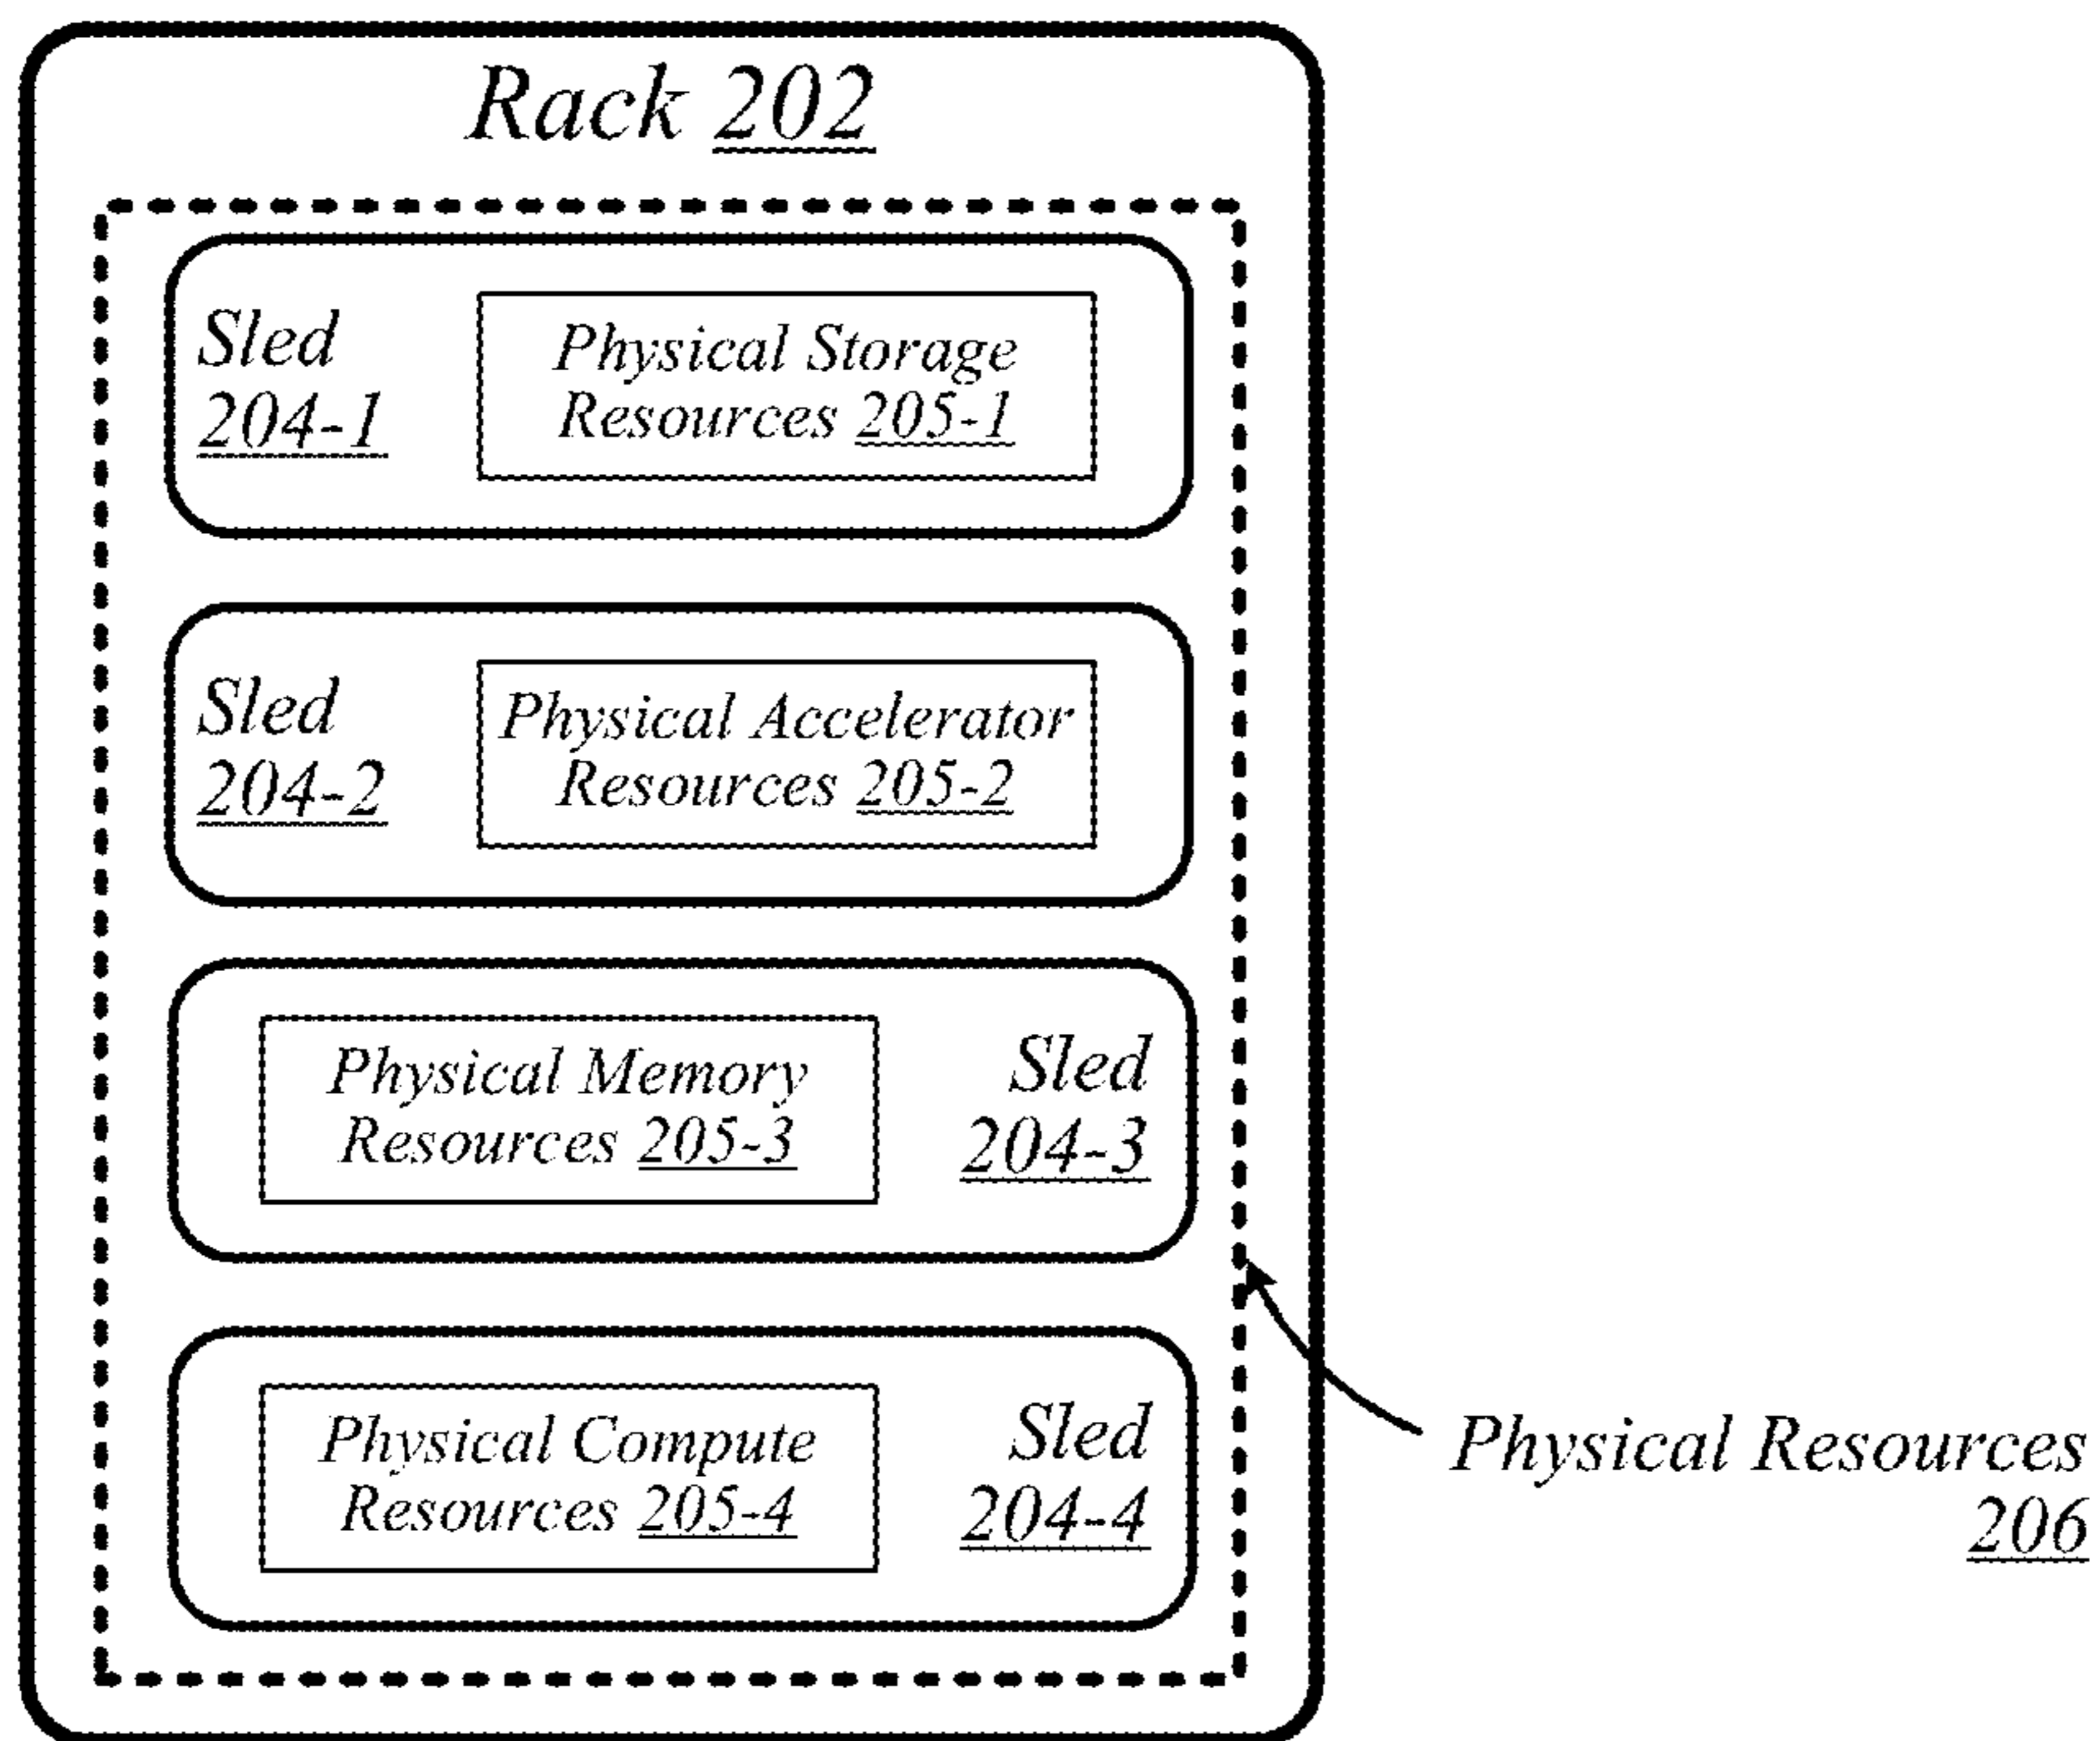 Rack 202
Sled
204-1
Physical Storage
Resources 205-1
Sled
204-2
Physical Accelerator
Resources 205-2
Physical Memory
Resources 205-3
Sled
204-3
Physical Compute
Resources 205-4
Sled
204-4
Physical Resources
206